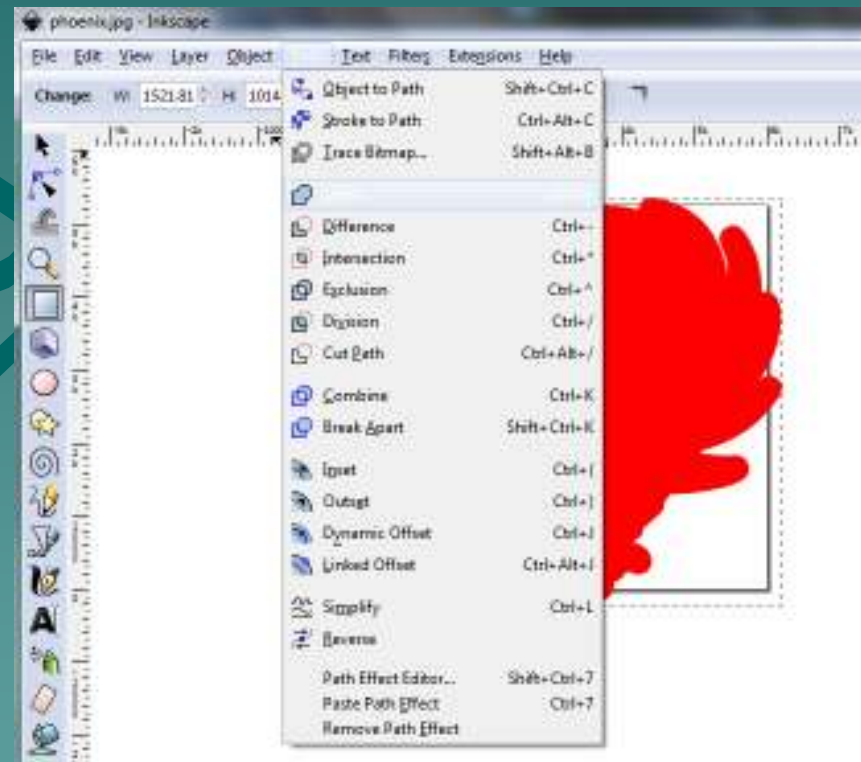 phoenix.jpg - Inkscape
File Edit View Layer Object Text Filters Extensions Help
Change: W: 1521.81 H: 1014
Object to Path Shift+Ctrl+C
Stroke to Path Ctrl+Alt+C
Trace Bitmap... Shift+Alt+B
Difference Ctrl+-
Intersection Ctrl+*
Exclusion Ctrl+^
Division Ctrl+/
Cut Path Ctrl+Alt+/
Combine Ctrl+K
Break Apart Shift+Ctrl+K
Inset Ctrl+(
Outset Ctrl+)
Dynamic Offset Ctrl+J
Linked Offset Ctrl+Alt+J
Simplify Ctrl+L
Reverse
Path Effect Editor... Shift+Ctrl+7
Paste Path Effect Ctrl+7
Remove Path Effect